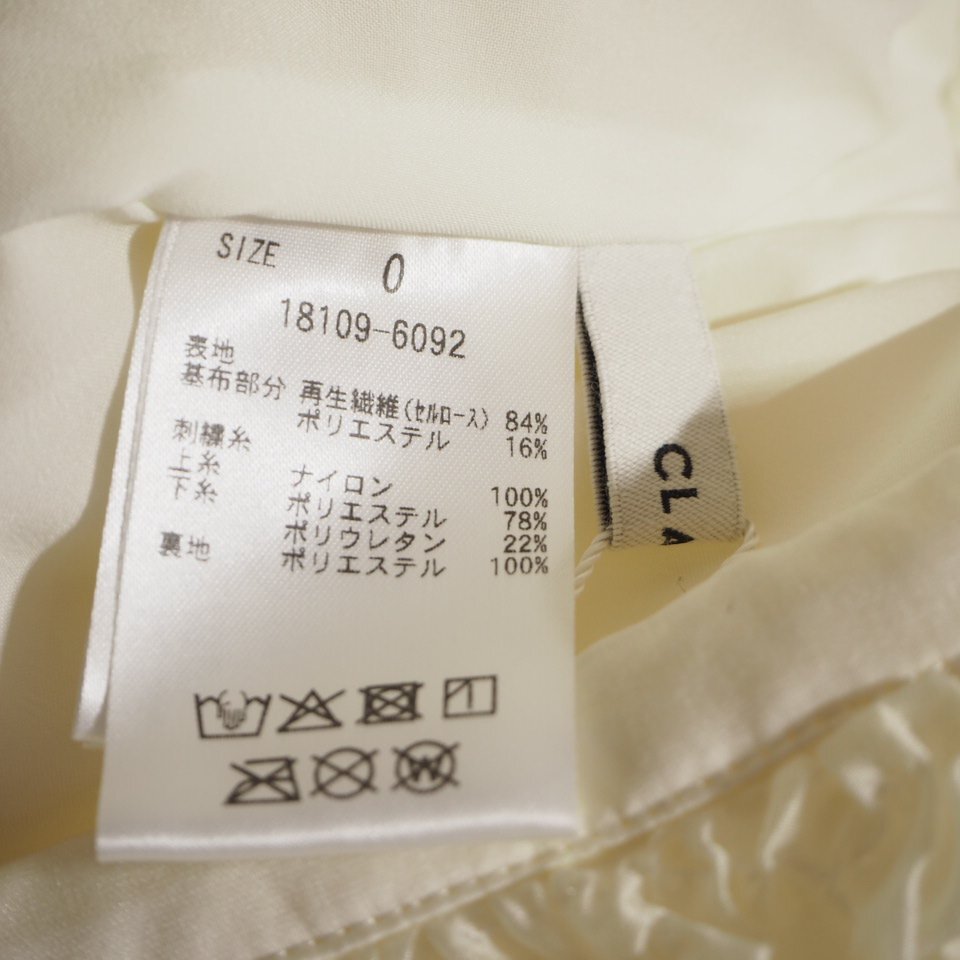 SIZE 0
18109-6092
表地
基布部分 再生繊維(セルロース) 84%
ポリエステル 16%
刺繍糸
上糸 ナイロン 100%
下糸 ポリエステル 78%
ポリウレタン 22%
裏地 ポリエステル 100%
CLA